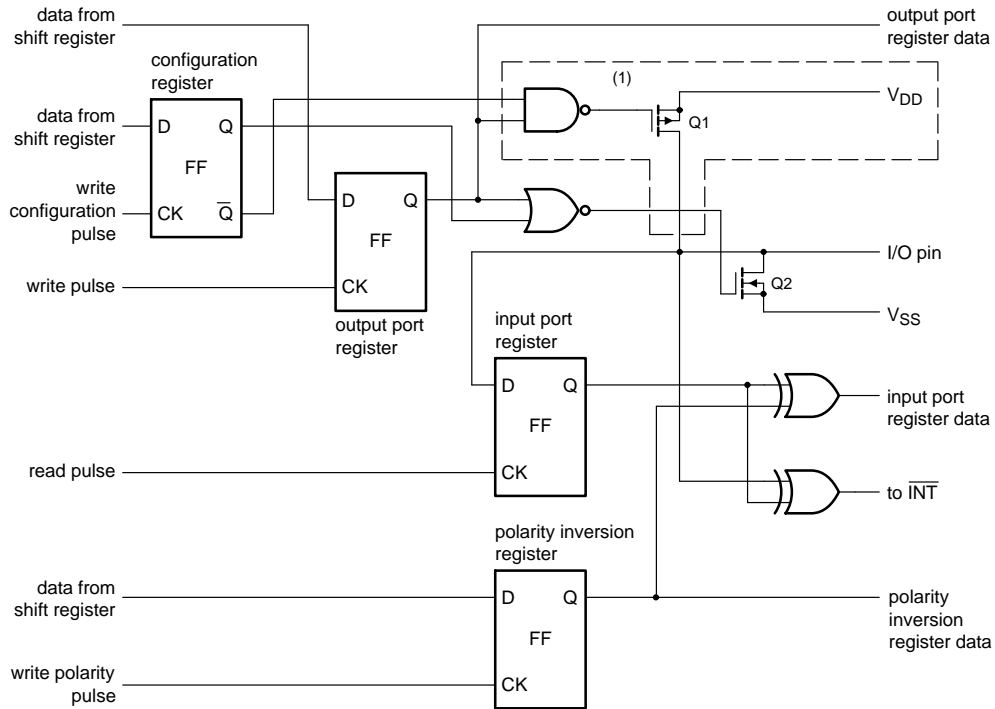 data from
shift register
output port
register data
configuration
register
(1)
V_DD
Q1
data from
shift register
D
Q
FF
write
configuration
pulse
CK
Q̅
D
Q
FF
CK
I/O pin
Q2
V_SS
write pulse
output port
register
input port
register
D
Q
FF
CK
input port
register data
read pulse
to I̅N̅T̅
polarity inversion
register
data from
shift register
D
Q
FF
CK
polarity
inversion
register data
write polarity
pulse